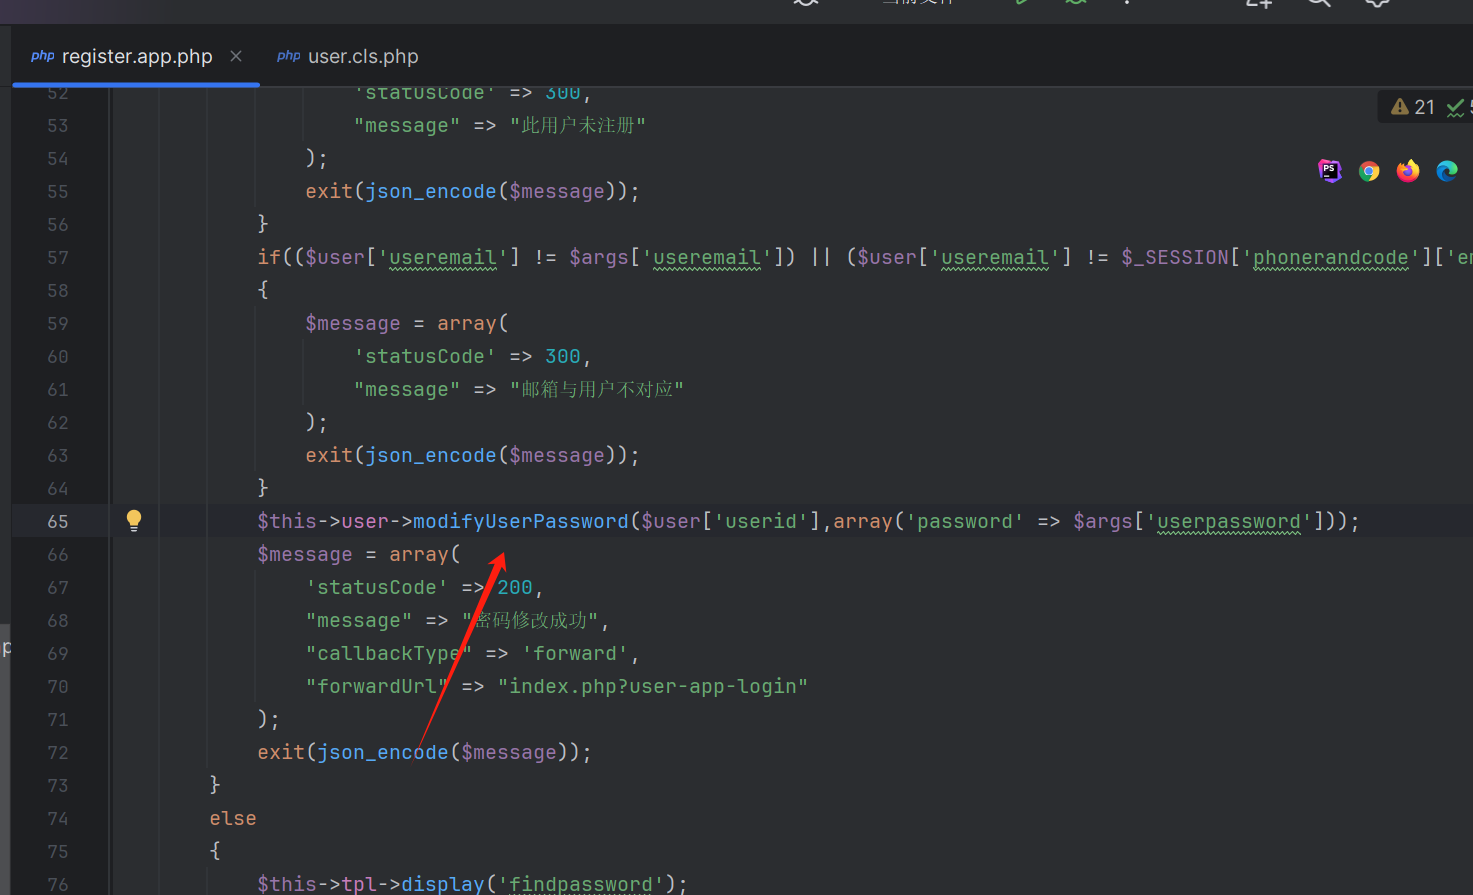 当前文件
register.app.php
user.cls.php
52 'statusCode' => 300,
53 "message" => "此用户未注册"
54 );
55 exit(json_encode($message));
56 }
57 if(($user['useremail'] != $args['useremail']) || ($user['useremail'] != $_SESSION['phonerandcode']['em
58 {
59 $message = array(
60 'statusCode' => 300,
61 "message" => "邮箱与用户不对应"
62 );
63 exit(json_encode($message));
64 }
65 $this->user->modifyUserPassword($user['userid'],array('password' => $args['userpassword']));
66 $message = array(
67 'statusCode' => 200,
68 "message" => "密码修改成功",
69 "callbackType" => 'forward',
70 "forwardUrl" => "index.php?user-app-login"
71 );
72 exit(json_encode($message));
73 }
74 else
75 {
76 $this->tpl->display('findpassword');
21